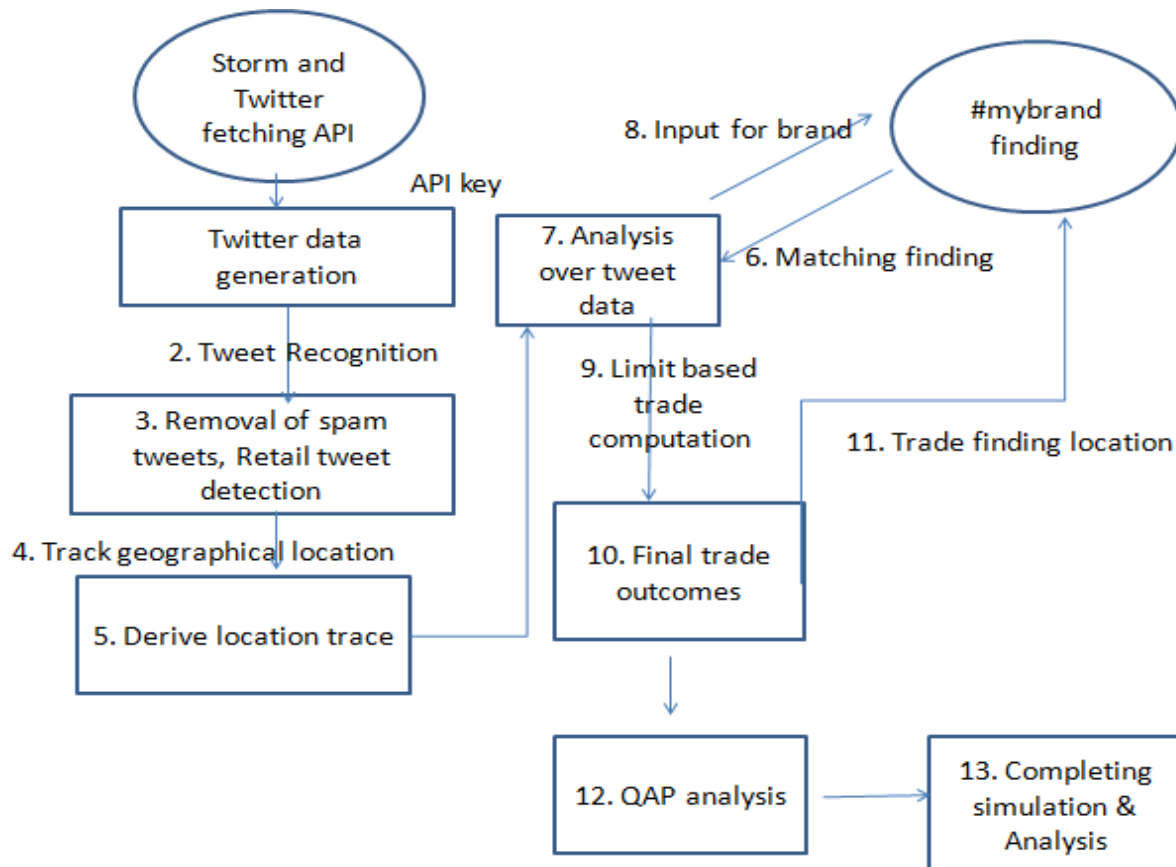 Storm and
Twitter
fetching API
API key
Twitter data
generation
2. Tweet Recognition
3. Removal of spam
tweets, Retail tweet
detection
4. Track geographical location
5. Derive location trace
8. Input for brand
#mybrand
finding
7. Analysis
over tweet
data
6. Matching finding
9. Limit based
trade
computation
11. Trade finding location
10. Final trade
outcomes
12. QAP analysis
13. Completing
simulation &
Analysis